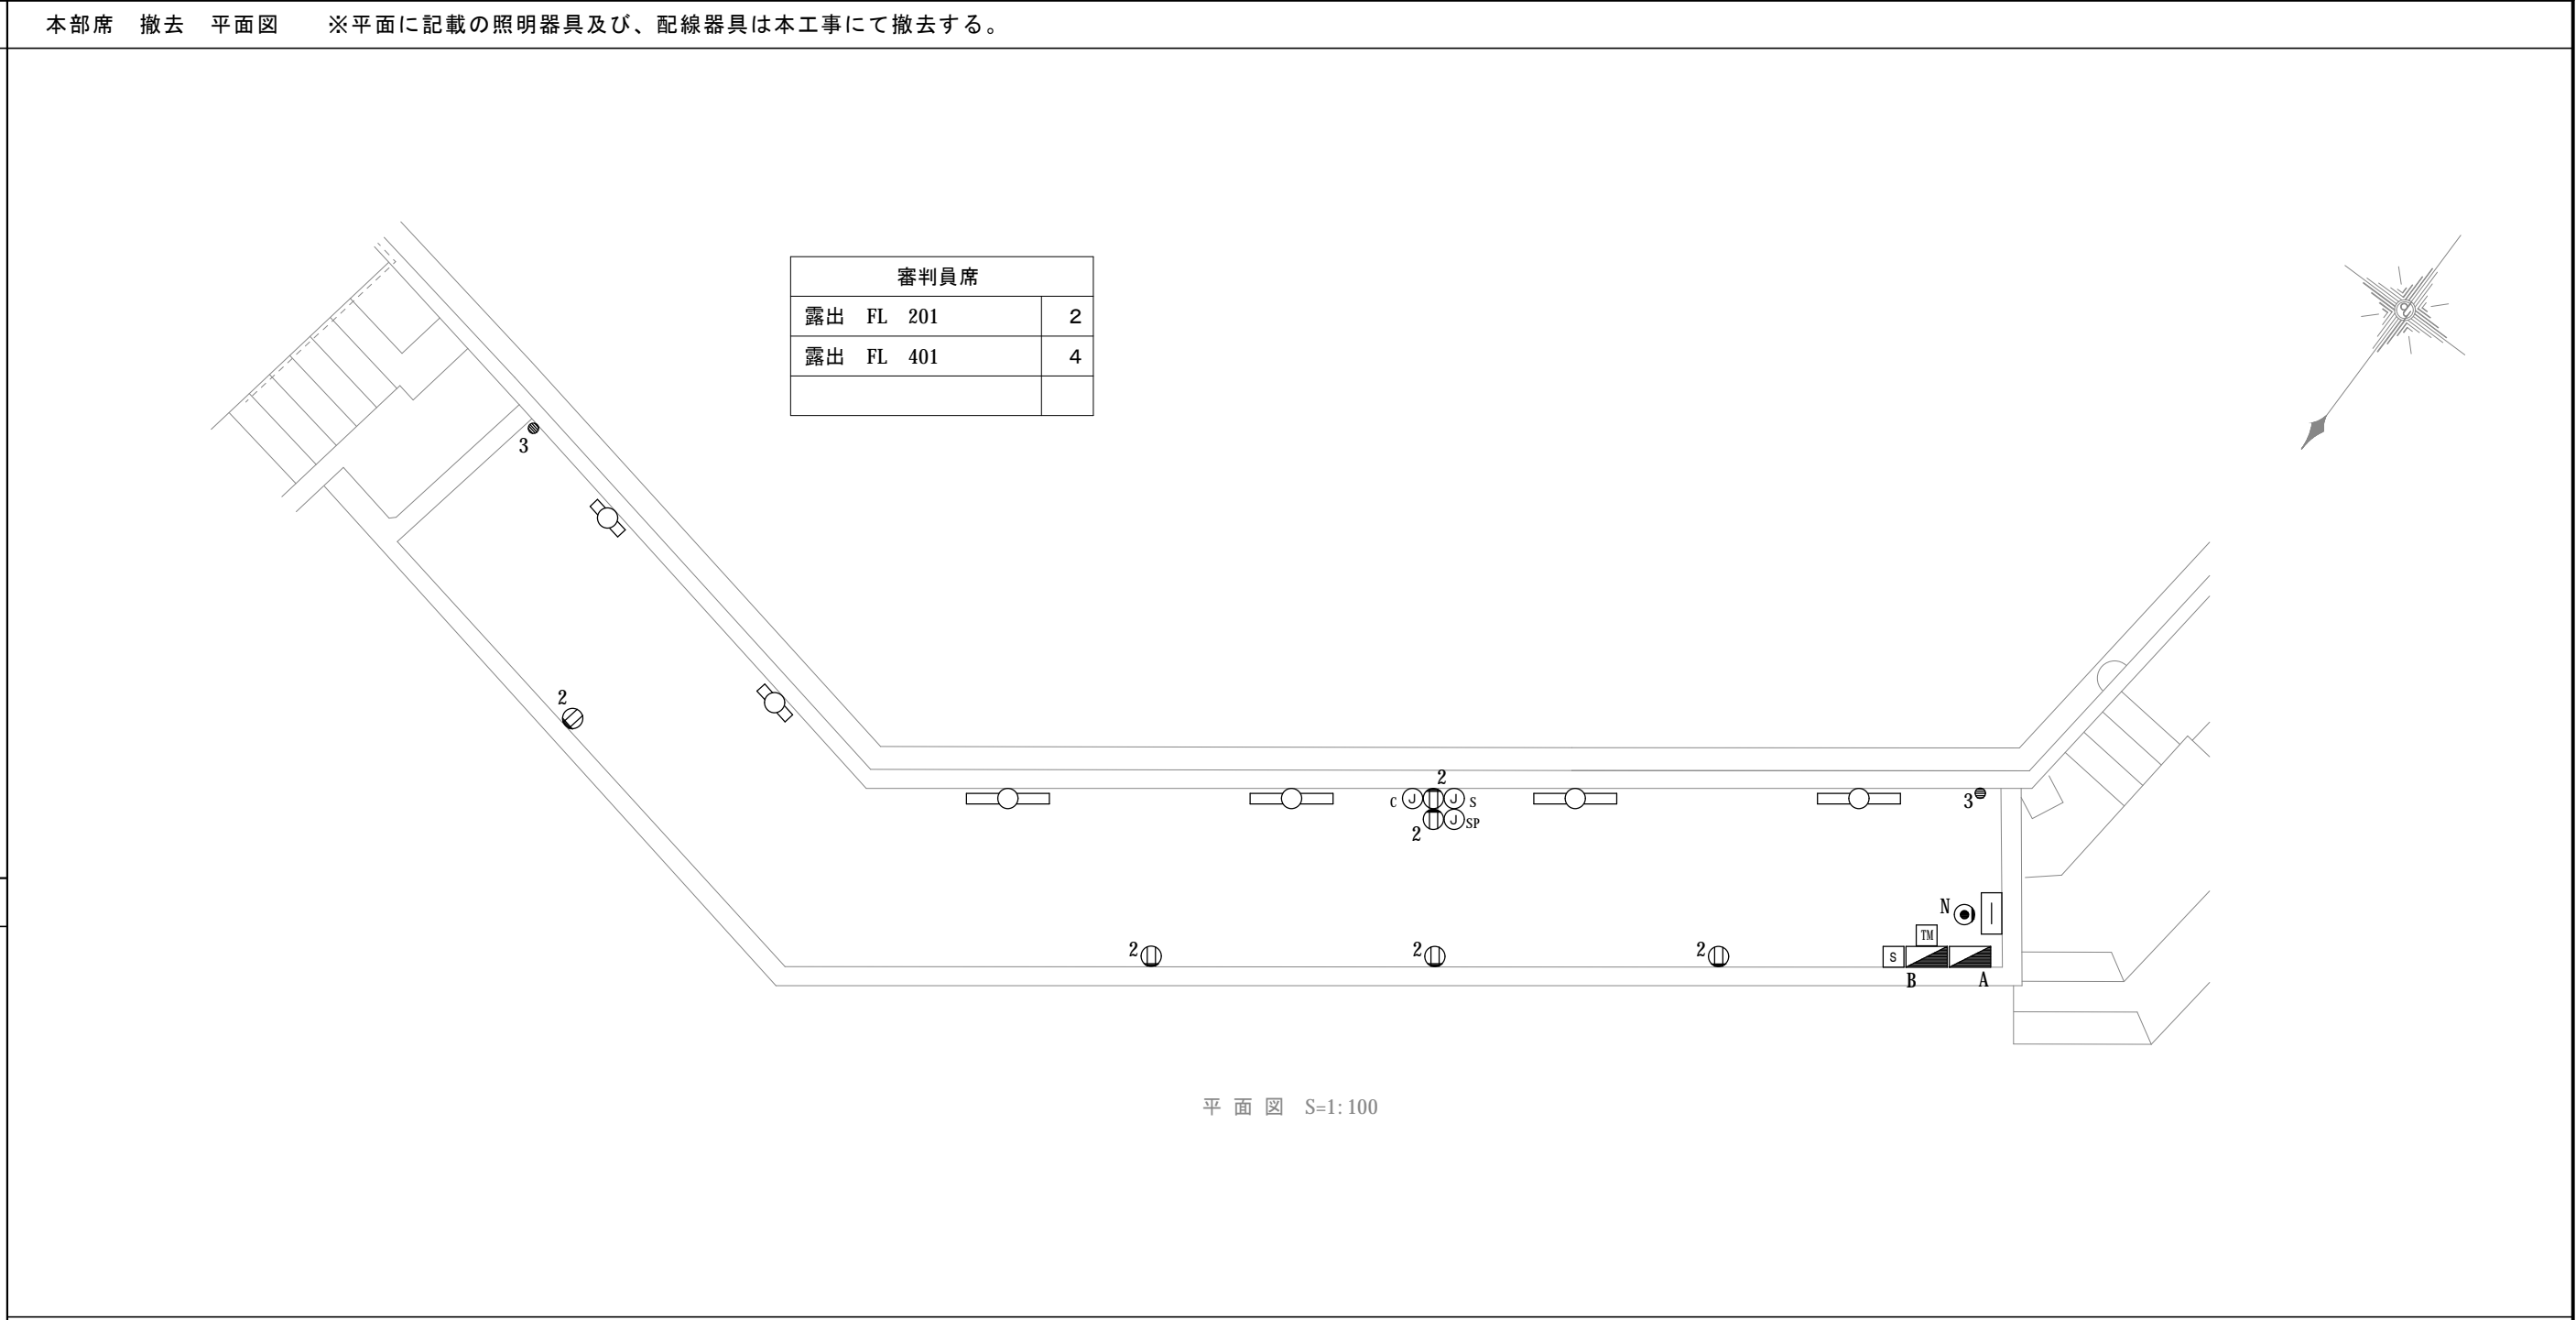 本部席　撤去　平面図　　※平面に記載の照明器具及び、配線器具は本工事にて撤去する。
審判員席
露出　FL　201　2
露出　FL　401　4
3
2
2
C J J S
2 J SP
3
N
TM
2
2
2
S
B
A
平 面 図　S=1:100